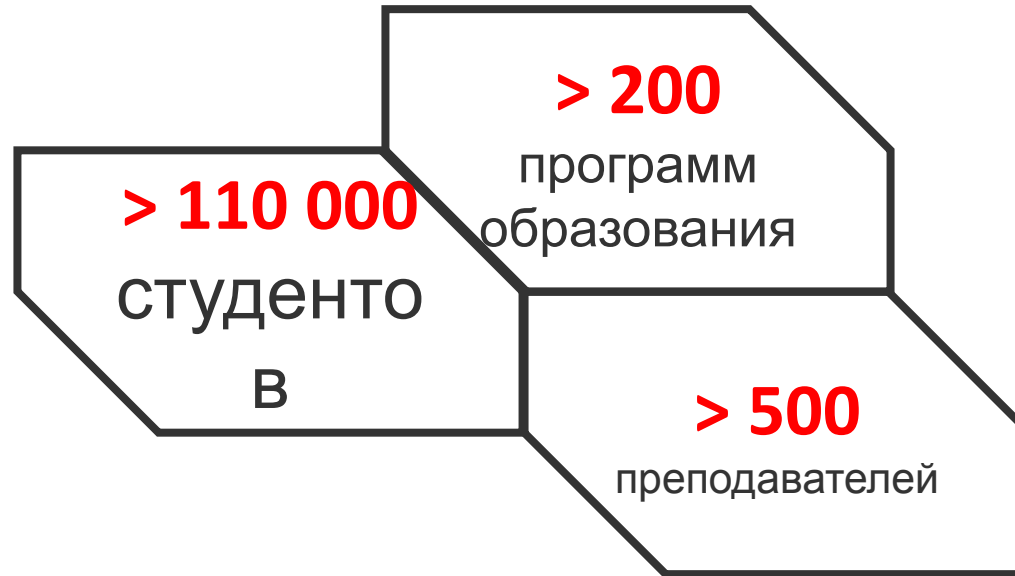 > 200
программ
образования
> 110 000
студенто
в
> 500
преподавателей